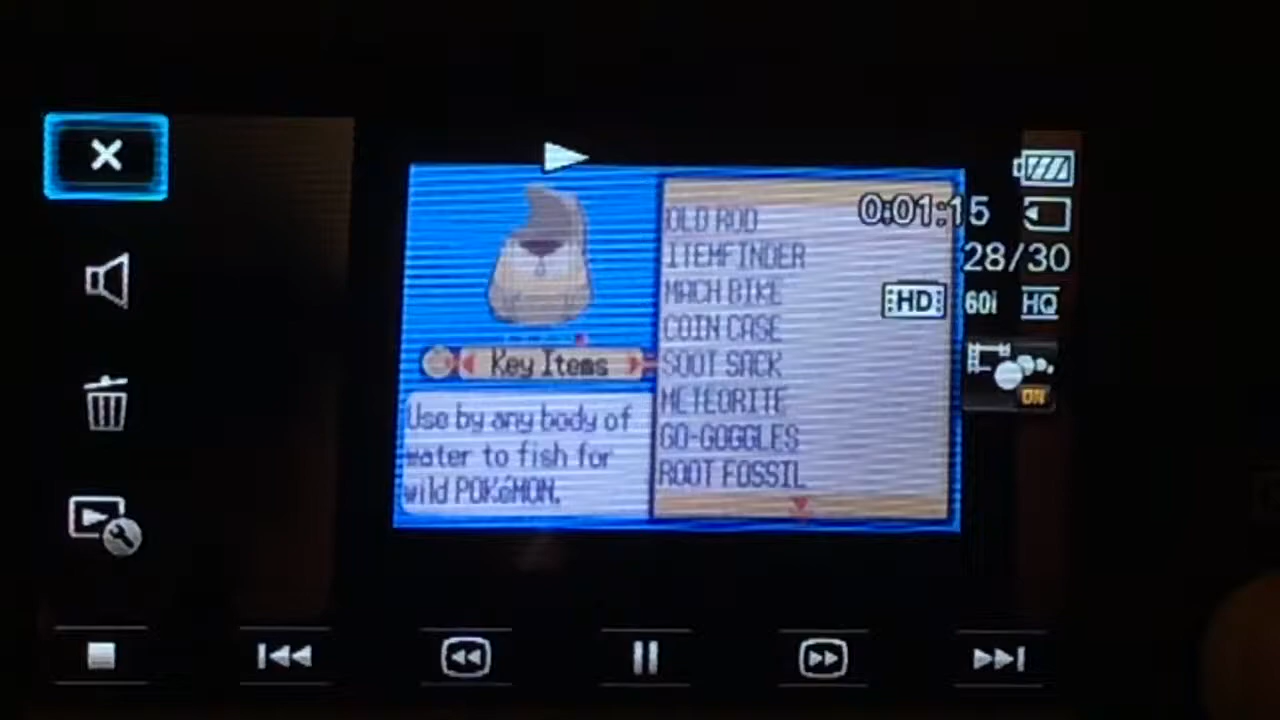 0:01:15
28/30
HD 60i HQ
ON
OLD ROD
ITEMFINDER
MACH BIKE
COIN CASE
SOOT SACK
METEORITE
GO-GOGGLES
ROOT FOSSIL
Key Items
Use by any body of
water to fish for
wild POKéMON.